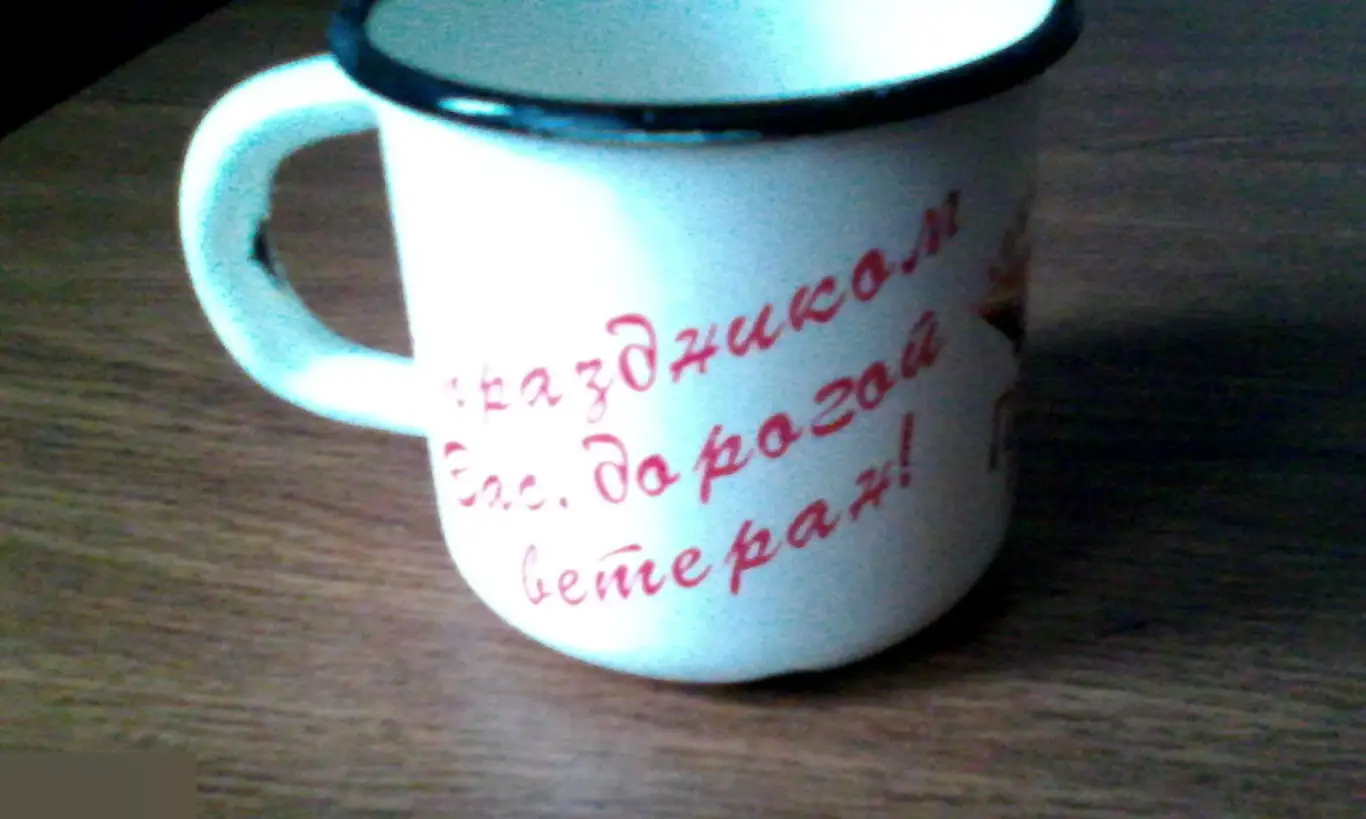 праздником
Вас, дорогой
ветеран!